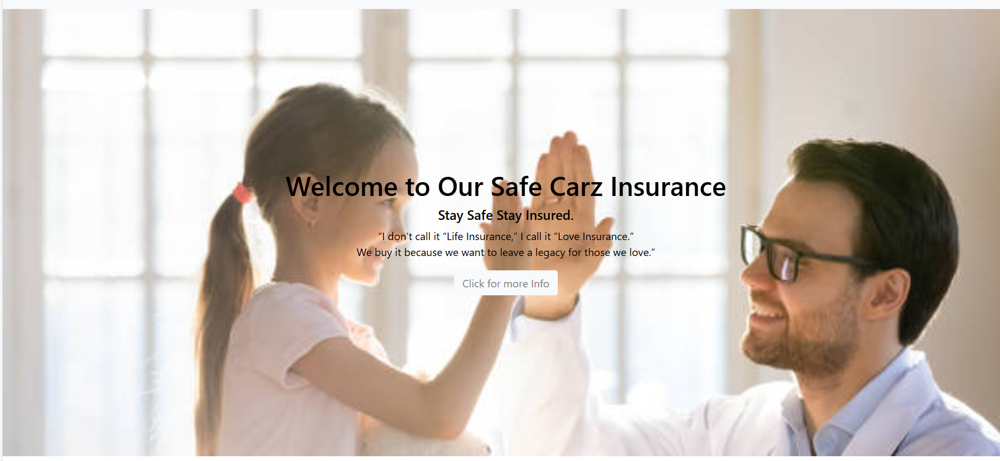 Welcome to Our Safe Carz Insurance
Stay Safe Stay Insured.
“I don’t call it “Life Insurance,” I call it “Love Insurance.”
We buy it because we want to leave a legacy for those we love.”
Click for more Info